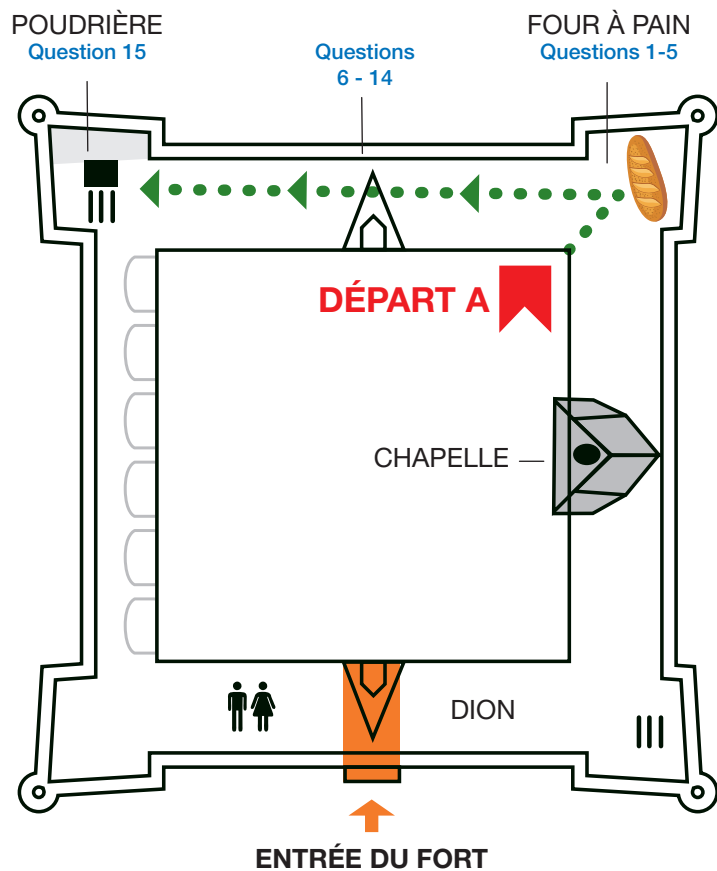 POUDRIÈRE
Question 15
Questions
6 - 14
FOUR À PAIN
Questions 1-5
DÉPART A
CHAPELLE
DION
ENTRÉE DU FORT